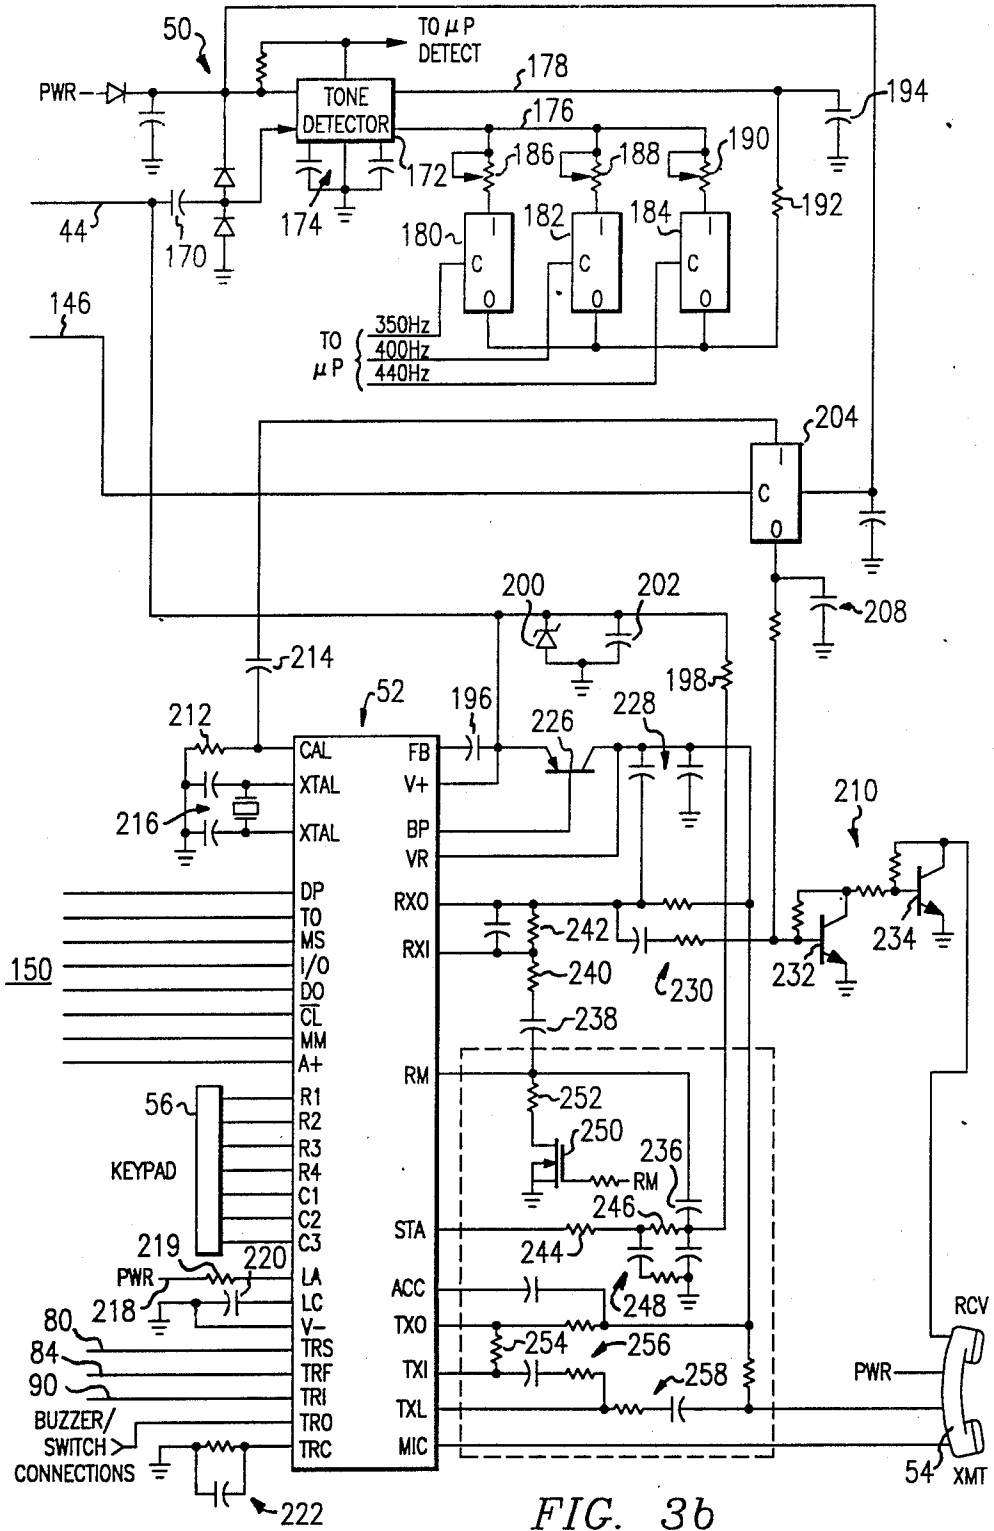 50
TO μP
DETECT
PWR
TONE
DETECTOR
178
176
194
172
174
186
188
190
192
44
170
180
182
184
I
C
O
I
C
O
I
C
O
146
TO
μP
350Hz
400Hz
440Hz
204
I
C
O
200
202
208
214
198
52
196
212
226
228
216
210
CAL
XTAL
XTAL
FB
V+
BP
VR
RXO
RXI
242
240
230
232
234
238
150
DP
TO
MS
I/O
DO
CL
MM
A+
RM
252
250
RM
236
56
KEYPAD
R1
R2
R3
R4
C1
C2
C3
STA
244
246
248
219
220
PWR
218
LA
LC
V-
ACC
TXO
254
256
TXI
258
TXL
MIC
80
84
90
TRS
TRF
TRI
TRO
TRC
BUZZER/
SWITCH
CONNECTIONS
222
RCV
PWR
54
XMT
FIG. 3b